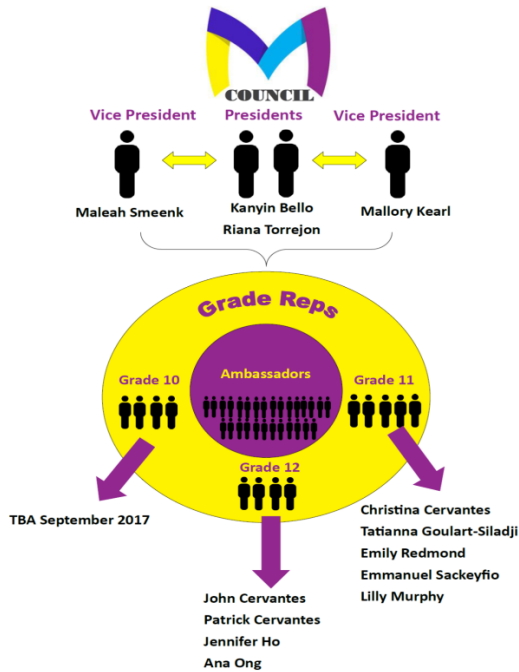 COUNCIL
Vice President
Presidents
Vice President
Maleah Smeenk
Kanyin Bello
Riana Torrejon
Mallory Kearl
Grade Reps
Ambassadors
Grade 10
Grade 11
Grade 12
TBA September 2017
Christina Cervantes
Tatianna Goulart-Siladji
Emily Redmond
Emmanuel Sackeyfio
Lilly Murphy
John Cervantes
Patrick Cervantes
Jennifer Ho
Ana Ong